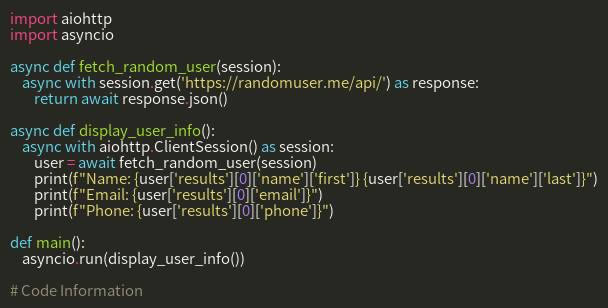 import aiohttp
import asyncio

async def fetch_random_user(session):
    async with session.get('https://randomuser.me/api/') as response:
        return await response.json()

async def display_user_info():
    async with aiohttp.ClientSession() as session:
        user = await fetch_random_user(session)
        print(f"Name: {user['results'][0]['name']['first']} {user['results'][0]['name']['last']}")
        print(f"Email: {user['results'][0]['email']}")
        print(f"Phone: {user['results'][0]['phone']}")

def main():
    asyncio.run(display_user_info())

# Code Information